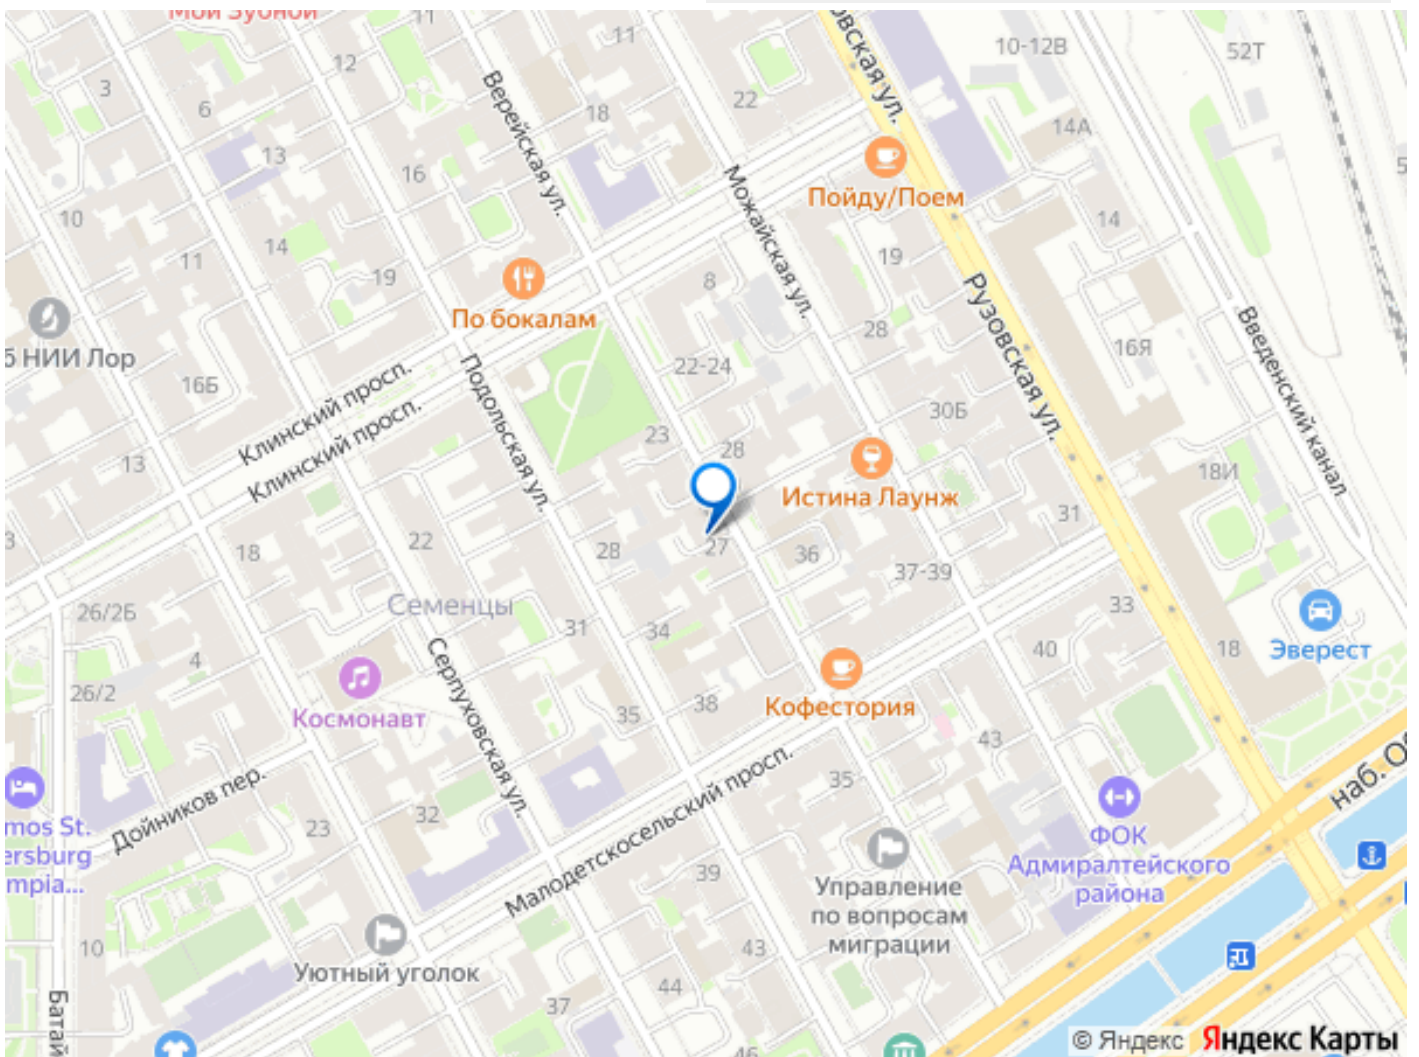 Мой Зубной
11
11
12
3
6
13
10
Верейская ул.
18
22
Рузовская ул.
10-12В
52Т
14А
5
16
14
11
19
Можайская ул.
Пойду/Поем
19
14
8
По бокалам
НИИ Лор
16Б
Клинский просп.
Клинский просп.
Подольская ул.
22-24
28
Рузовская ул.
16Я
Введенский канал
30Б
23
28
Истина Лаунж
18И
13
3
18
22
28
27
36
37-39
31
Семенцы
26/2Б
4
26/2
31
34
33
40
18
Эверест
Космонавт
Серпуховская ул.
35
38
Кофестория
43
Малодетскосельский просп.
35
наб. Об
Дойников пер.
32
23
mos St.
ersburg
mpia...
ФОК
Адмиралтейского
района
39
Управление
по вопросам
миграции
10
Уютный уголок
43
44
37
46
Батай
© Яндекс Яндекс Карты